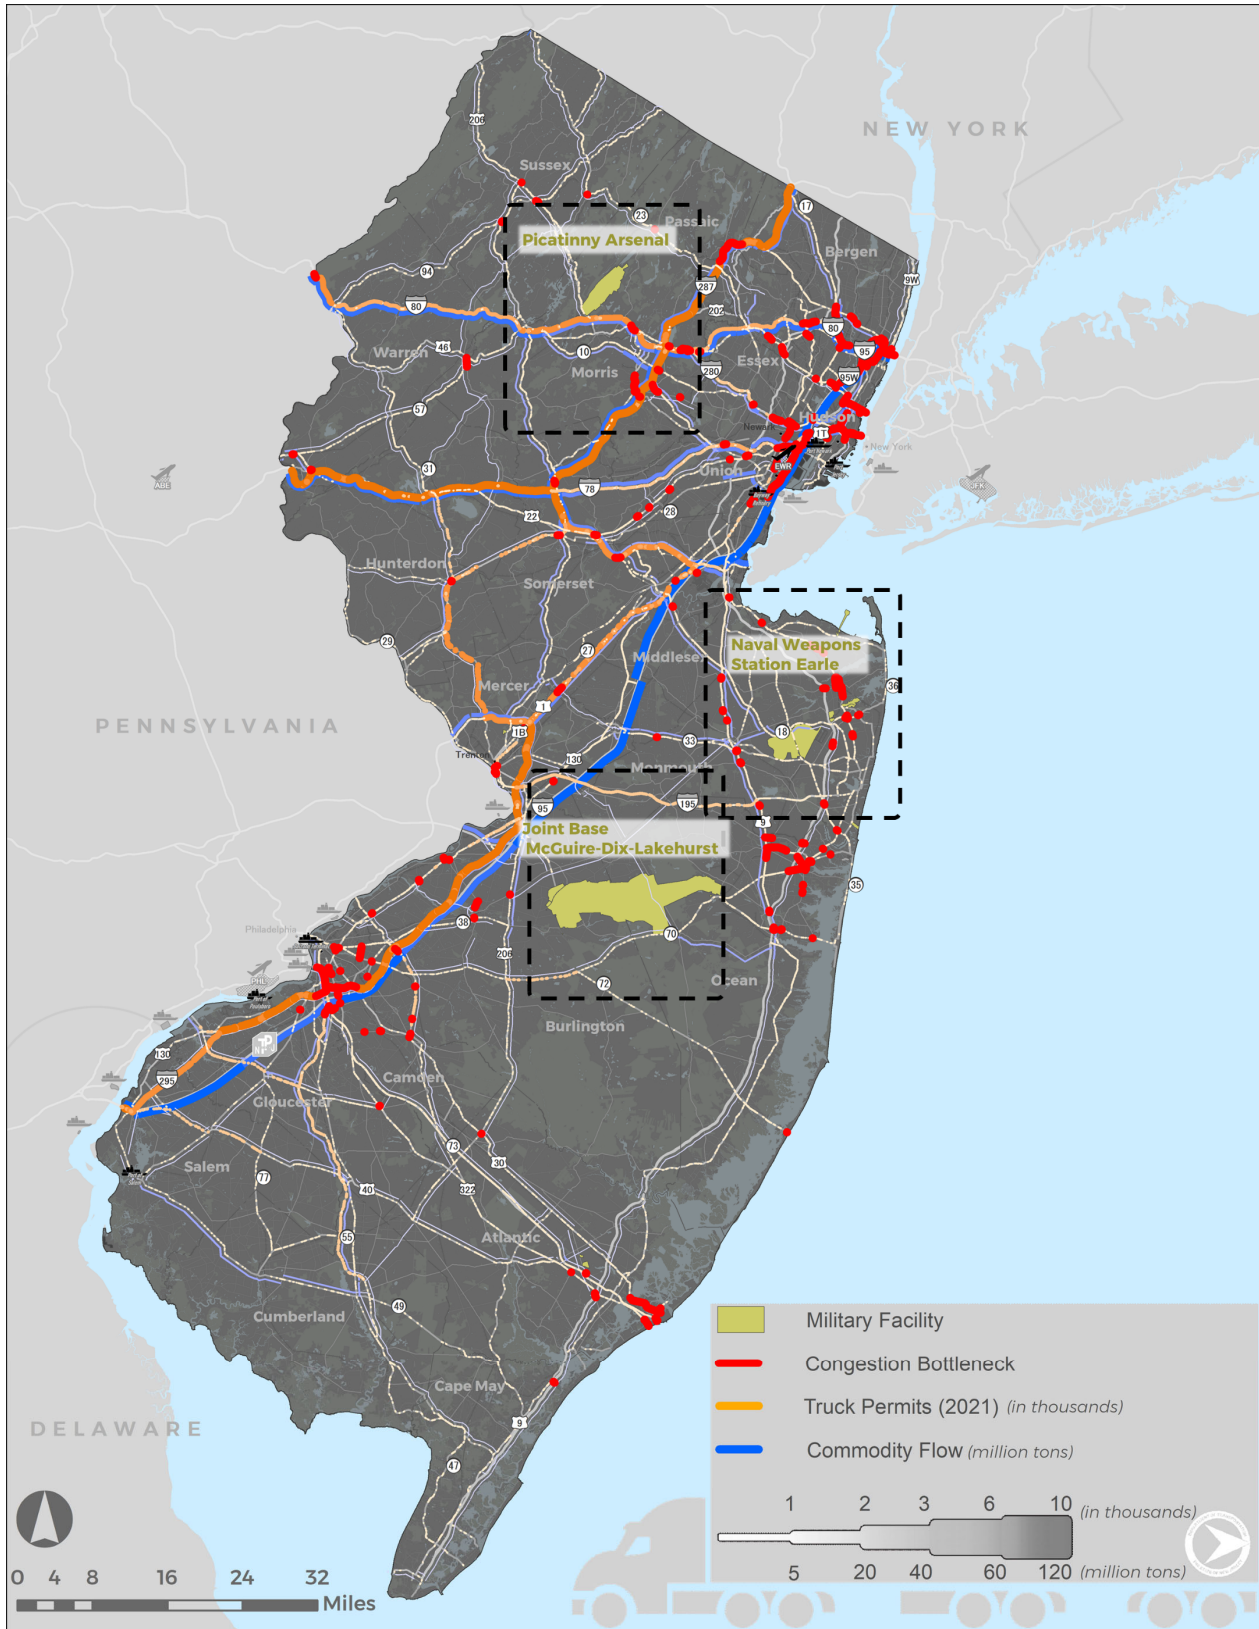 NEW YORK
206
Sussex
23
Passaic
17
Picatinny Arsenal
Bergen
94
9W
80
287
202
80
Warren
46
10
Essex
95
Morris
280
95W
57
Hudson
Newark
1T
New York
31
Union
EWR
ABE
JFK
78
22
28
Hunterdon
Somerset
29
27
Middlesex
Naval Weapons
Station Earle
Mercer
36
1
PENNSYLVANIA
1B
18
33
Trenton
130
Monmouth
95
195
9
Joint Base
McGuire-Dix-Lakehurst
35
38
Philadelphia
70
206
PHL
72
Ocean
Burlington
130
295
Camden
Gloucester
73
30
Salem
77
40
322
55
Atlantic
49
Cumberland
Military Facility
Congestion Bottleneck
Cape May
Truck Permits (2021) (in thousands)
9
DELAWARE
Commodity Flow (million tons)
47
1 2 3 6 10 (in thousands)
5 20 40 60 120 (million tons)
0 4 8 16 24 32
Miles